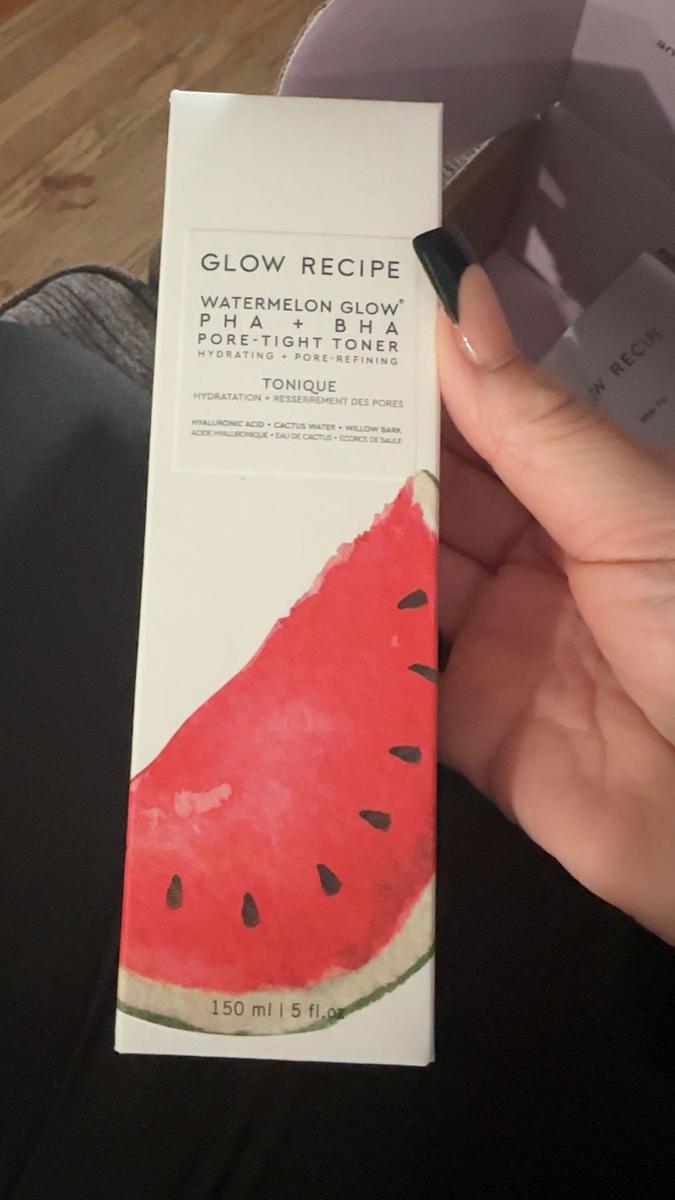 GLOW RECIPE
WATERMELON GLOW®
PHA + BHA
PORE-TIGHT TONER
HYDRATING + PORE-REFINING
TONIQUE
HYDRATATION + RESSERREMENT DES PORES
HYALURONIC ACID • CACTUS WATER • WILLOW BARK
ACIDE HYALURONIQUE • EAU DE CACTUS • ÉCORCE DE SAULE
150 ml | 5 fl.oz
RECIPE